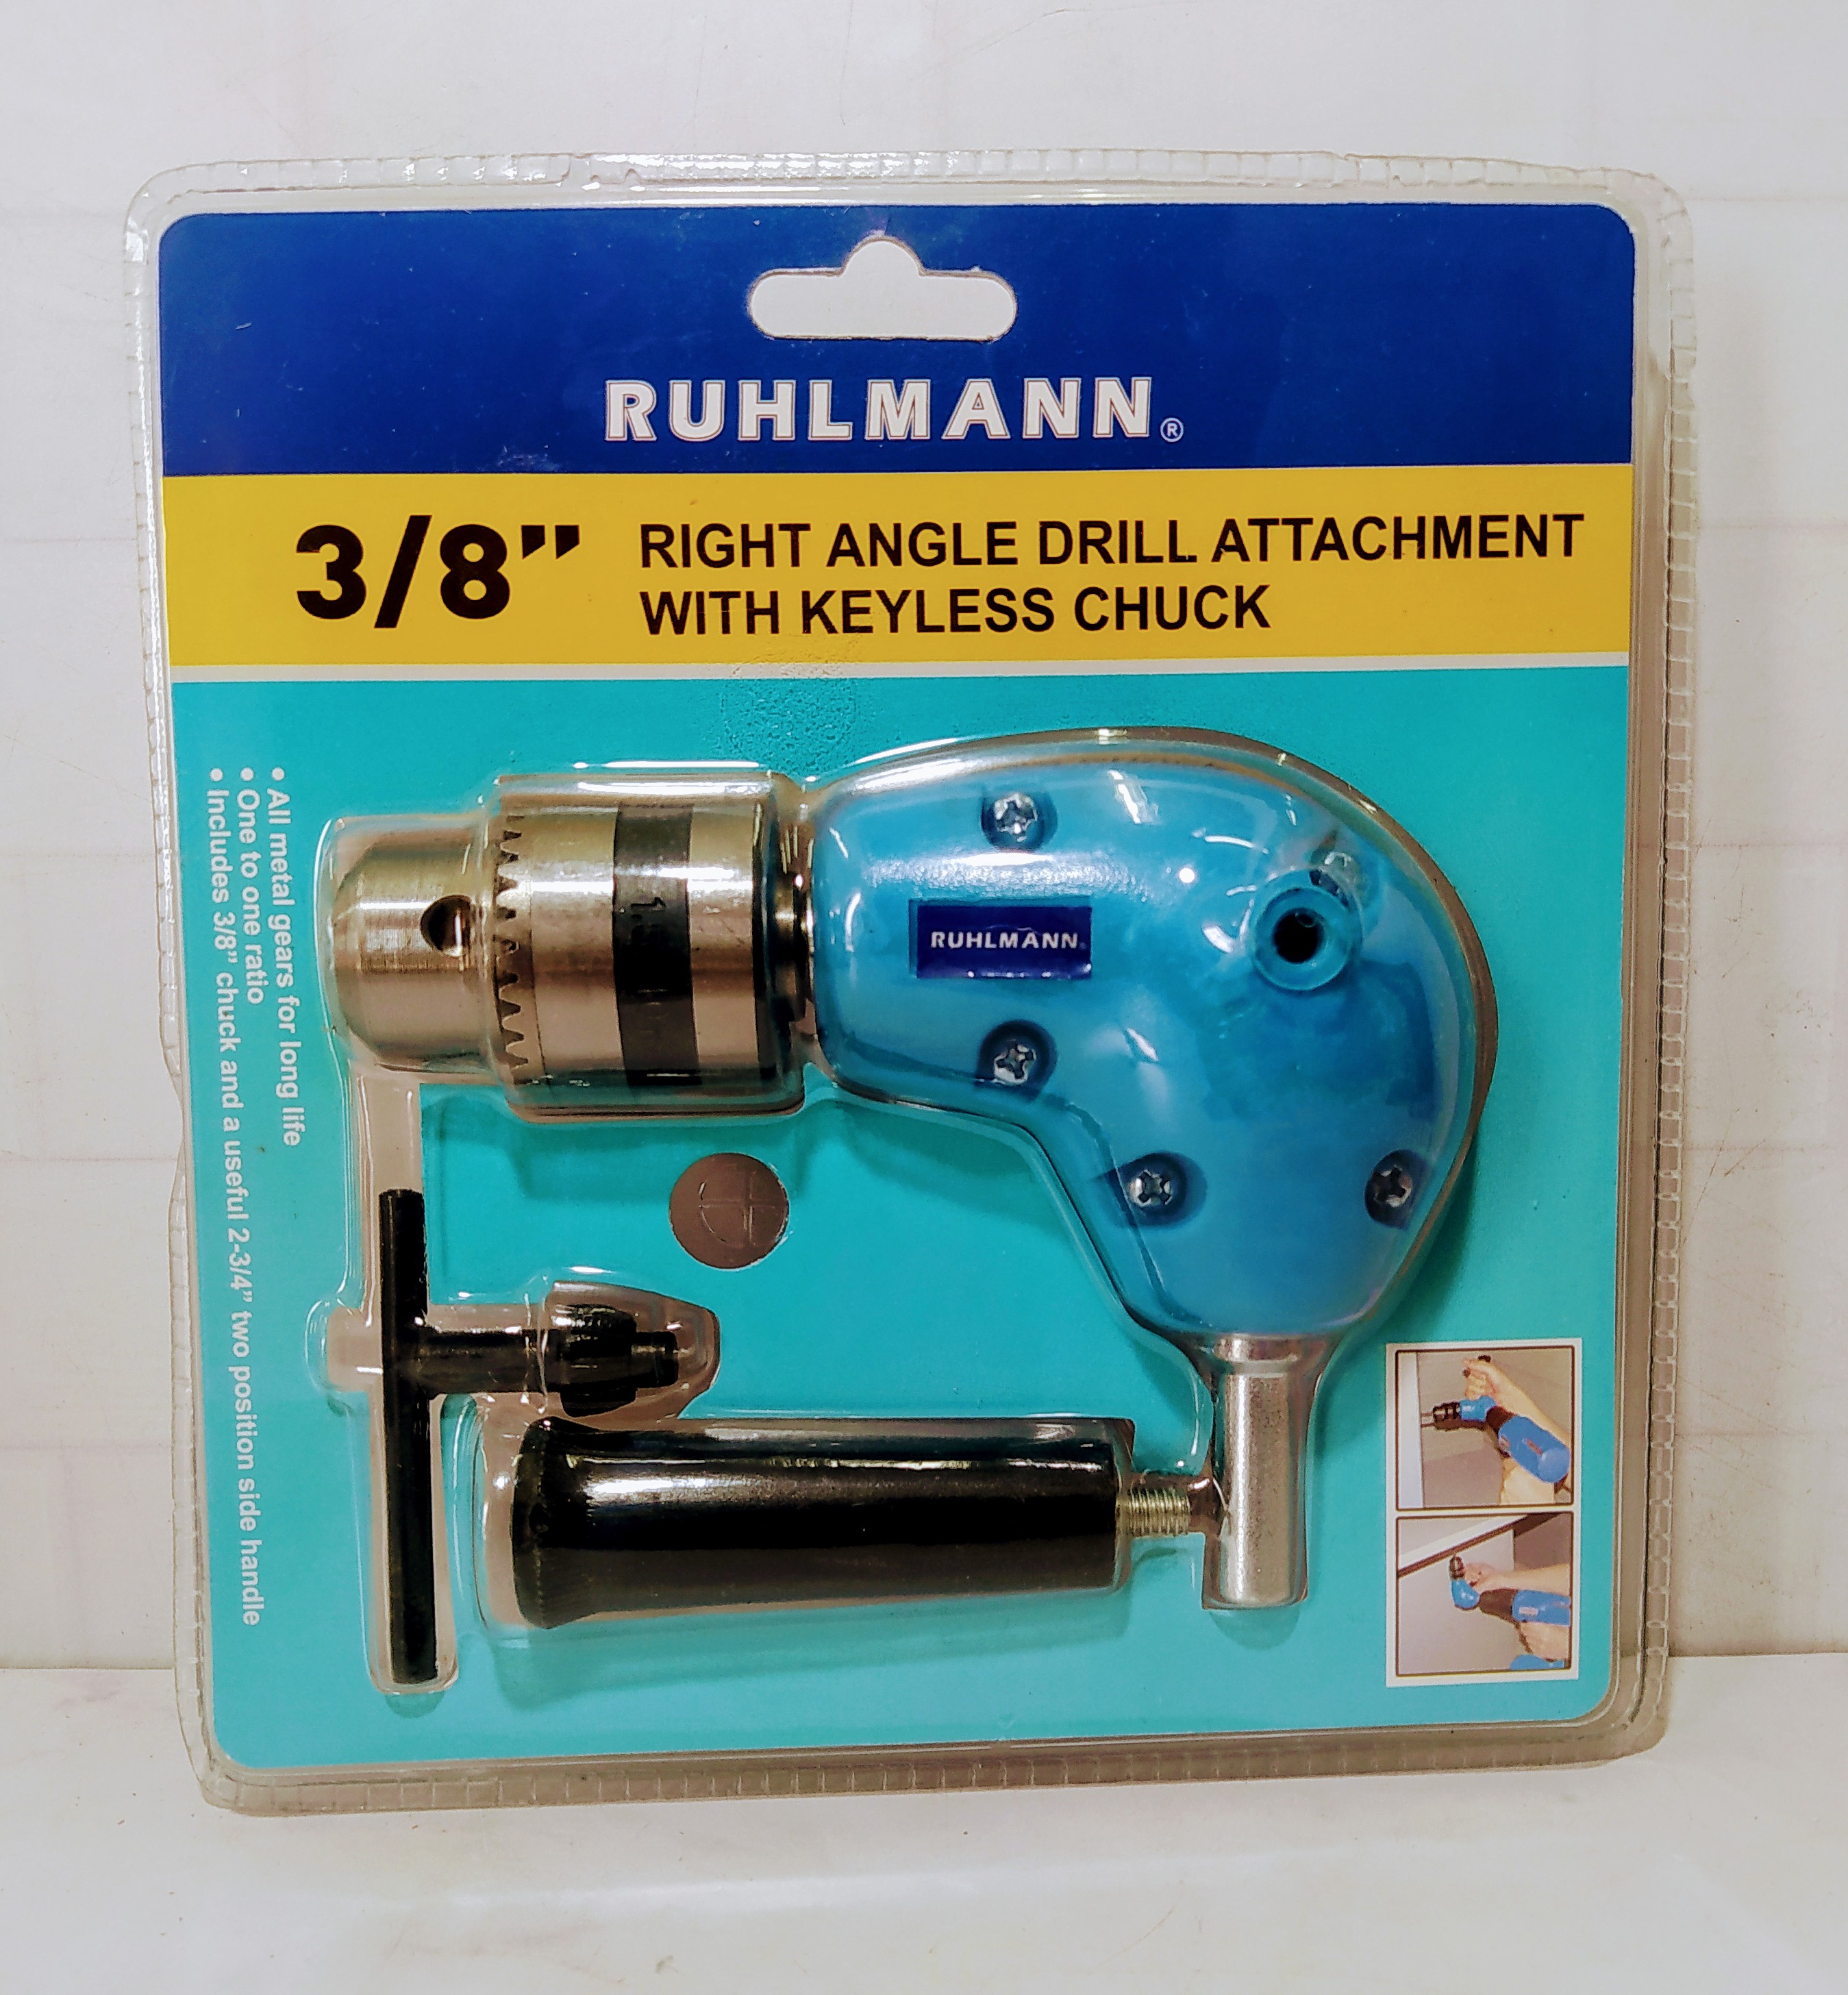 RUHLMANN®
3/8”
RIGHT ANGLE DRILL ATTACHMENT
WITH KEYLESS CHUCK
• All metal gears for long life
• One to one ratio
• Includes 3/8” chuck and a useful 2-3/4” two position side handle
RUHLMANN